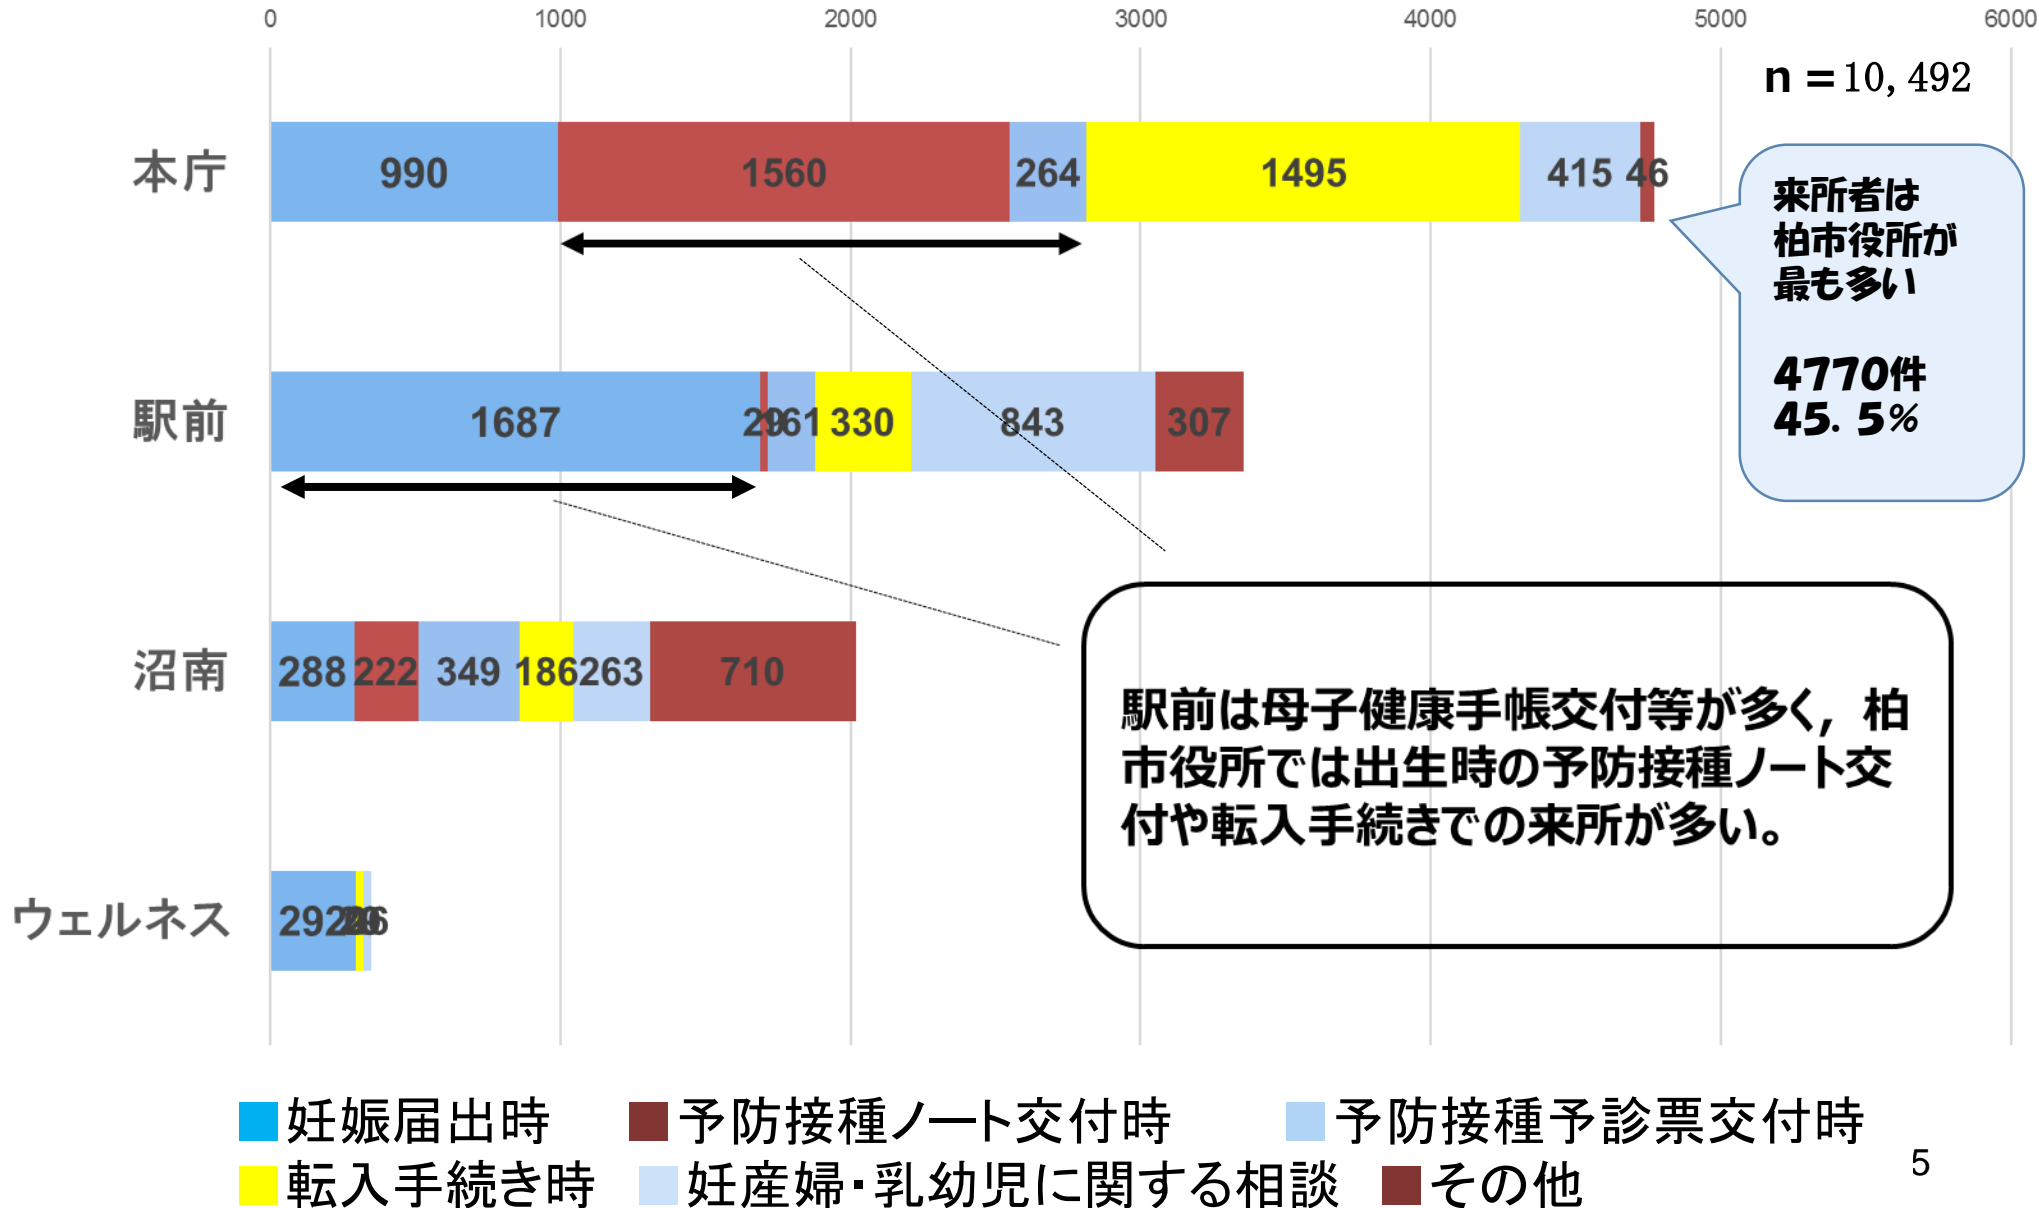 0 1000 2000 3000 4000 5000 6000
n = 10, 492
本庁 990 1560 264 1495 415 46
来所者は
柏市役所が
最も多い
4770件
45. 5%
駅前 1687 29 161 330 843 307
沼南 288 222 349 186 263 710
駅前は母子健康手帳交付等が多く, 柏
市役所では出生時の予防接種ノート交
付や転入手続きでの来所が多い。
ウェルネス 292
妊娠届出時 予防接種ノート交付時 予防接種予診票交付時
転入手続き時 妊産婦・乳幼児に関する相談 その他
5